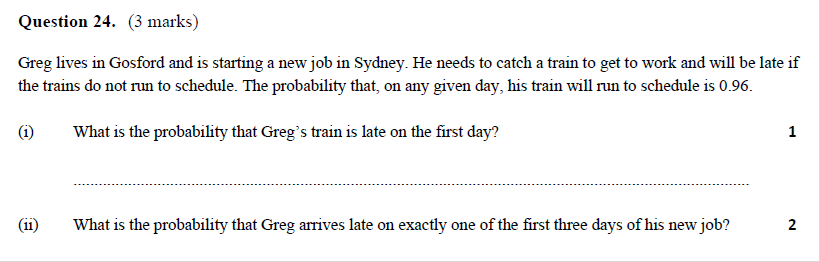 Question 24. (3 marks)
Greg lives in Gosford and is starting a new job in Sydney. He needs to catch a train to get to work and will be late if
the trains do not run to schedule. The probability that, on any given day, his train will run to schedule is 0.96.
(i) What is the probability that Greg's train is late on the first day? 1
(ii) What is the probability that Greg arrives late on exactly one of the first three days of his new job? 2